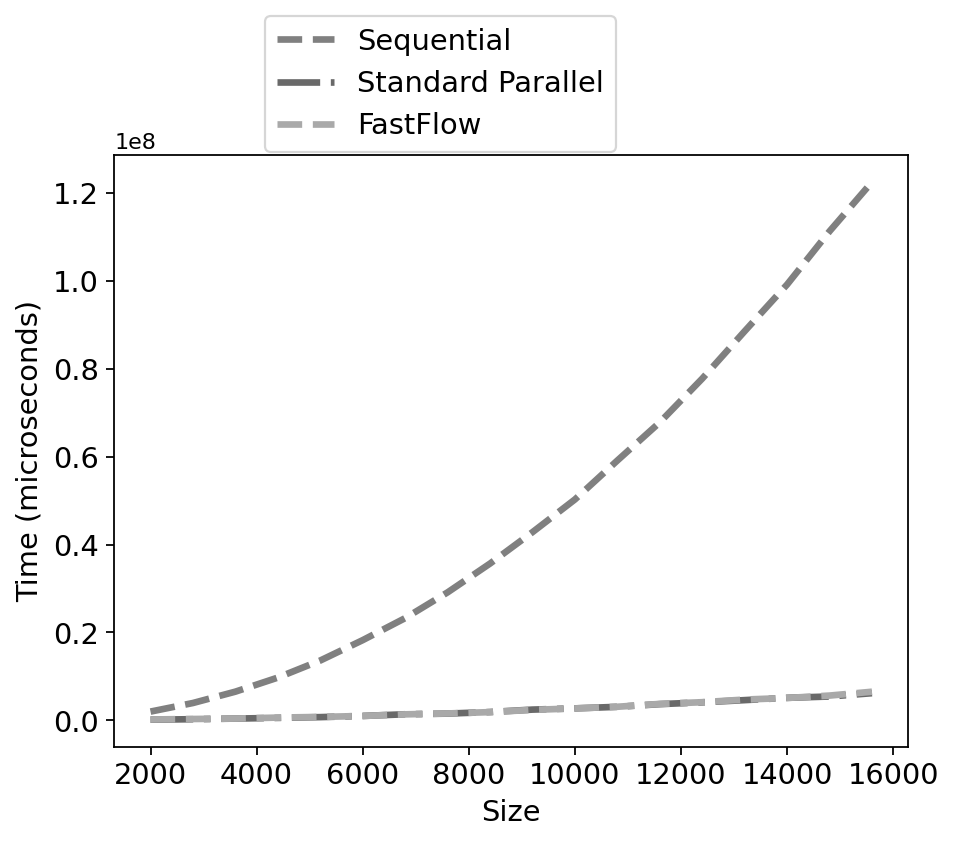 Sequential
Standard Parallel
FastFlow
1e8
1.2
1.0
0.8
0.6
0.4
0.2
0.0
Time (microseconds)
2000 4000 6000 8000 10000 12000 14000 16000
Size